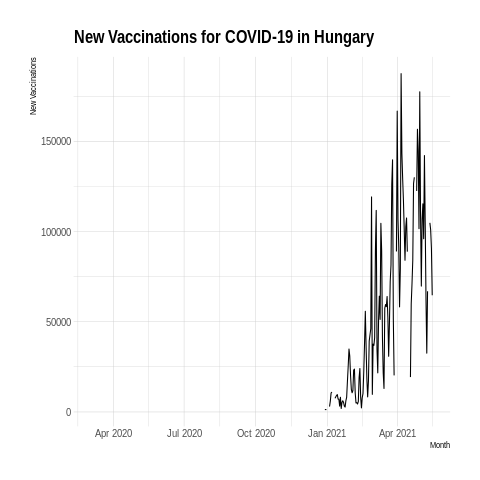 New Vaccinations for COVID-19 in Hungary
New Vaccinations
150000
100000
50000
0
Apr 2020 Jul 2020 Oct 2020 Jan 2021 Apr 2021
Month